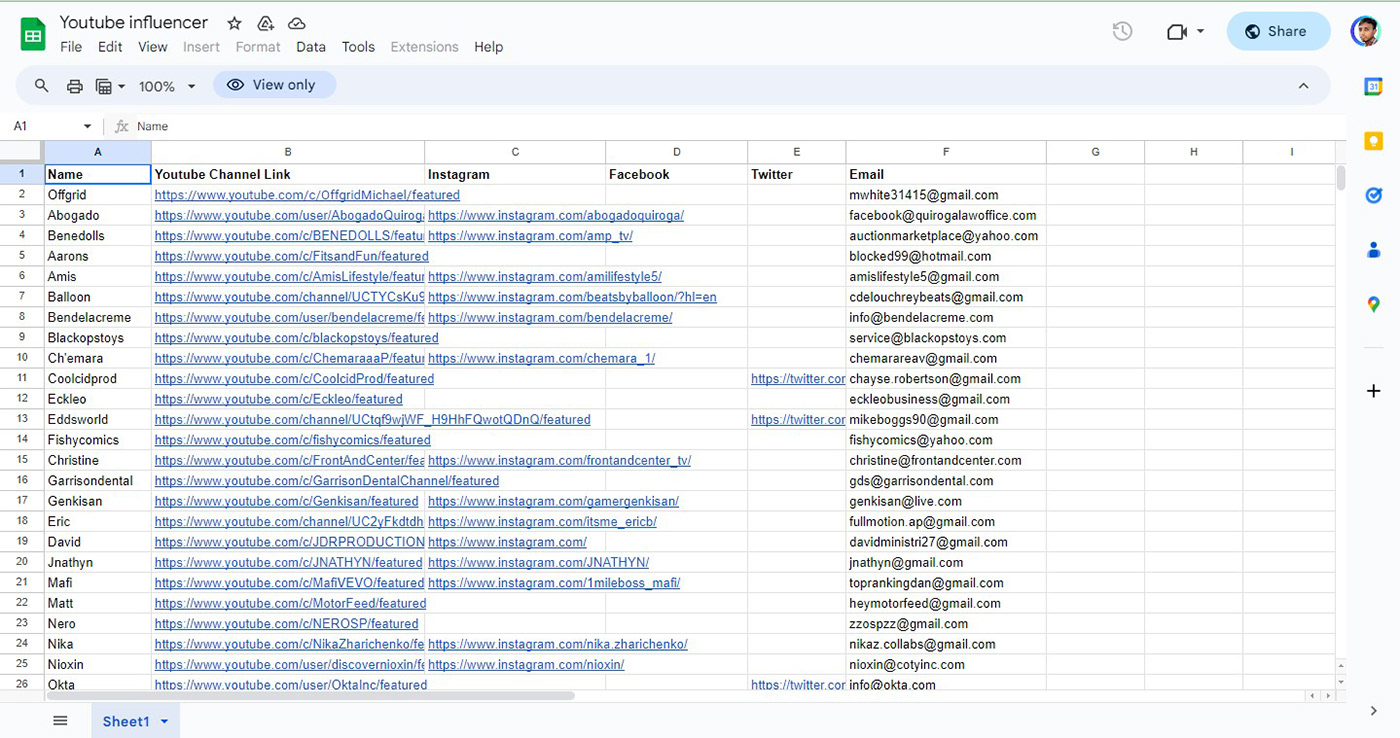 Youtube influencer
File Edit View Insert Format Data Tools Extensions Help
Share
100% View only
A1 fx Name
A B C D E F G H I
1 Name Youtube Channel Link Instagram Facebook Twitter Email
2 Offgrid https://www.youtube.com/c/OffgridMichael/featured mwhite31415@gmail.com
3 Abogado https://www.youtube.com/user/AbogadoQuiroga https://www.instagram.com/abogadoquiroga/ facebook@quirogalawoffice.com
4 Benedolls https://www.youtube.com/c/BENEDOLLS/featu https://www.instagram.com/amp_tv/ auctionmarketplace@yahoo.com
5 Aarons https://www.youtube.com/c/FitsandFun/featured blocked99@hotmail.com
6 Amis https://www.youtube.com/c/AmisLifestyle/featur https://www.instagram.com/amilifestyle5/ amislifestyle5@gmail.com
7 Balloon https://www.youtube.com/channel/UCTYCsKu9 https://www.instagram.com/beatsbyballoon/?hl=en cdelouchreybeats@gmail.com
8 Bendelacreme https://www.youtube.com/user/bendelacreme/fe https://www.instagram.com/bendelacreme/ info@bendelacreme.com
9 Blackopstoys https://www.youtube.com/c/blackopstoys/featured service@blackopstoys.com
10 Ch'emara https://www.youtube.com/c/ChemaraaaP/featur https://www.instagram.com/chemara_1/ chemarareav@gmail.com
11 Coolcidprod https://www.youtube.com/c/CoolcidProd/featured https://twitter.cor chayse.robertson@gmail.com
12 Eckleo https://www.youtube.com/c/Eckleo/featured eckleobusiness@gmail.com
13 Eddsworld https://www.youtube.com/channel/UCtqf9wjWF_H9HhFQwotQDnQ/featured https://twitter.cor mikeboggs90@gmail.com
14 Fishycomics https://www.youtube.com/c/fishycomics/featured fishycomics@yahoo.com
15 Christine https://www.youtube.com/c/FrontAndCenter/fea https://www.instagram.com/frontandcenter_tv/ christine@frontandcenter.com
16 Garrisondental https://www.youtube.com/c/GarrisonDentalChannel/featured gds@garrisondental.com
17 Genkisan https://www.youtube.com/c/Genkisan/featured https://www.instagram.com/gamergenkisan/ genkisan@live.com
18 Eric https://www.youtube.com/channel/UC2yFkdtdh https://www.instagram.com/itsme_ericb/ fullmotion.ap@gmail.com
19 David https://www.youtube.com/c/JDRPRODUCTION https://www.instagram.com/ davidministri27@gmail.com
20 Jnathyn https://www.youtube.com/c/JNATHYN/featured https://www.instagram.com/JNATHYN/ jnathyn@gmail.com
21 Mafi https://www.youtube.com/c/MafiVEVO/featured https://www.instagram.com/1mileboss_mafi/ toprankingdan@gmail.com
22 Matt https://www.youtube.com/c/MotorFeed/featured heymotorfeed@gmail.com
23 Nero https://www.youtube.com/c/NEROSP/featured zzospzz@gmail.com
24 Nika https://www.youtube.com/c/NikaZharichenko/fe https://www.instagram.com/nika.zharichenko/ nikaz.collabs@gmail.com
25 Nioxin https://www.youtube.com/user/discovernioxin/fe https://www.instagram.com/nioxin/ nioxin@cotyinc.com
26 Okta https://www.youtube.com/user/OktaInc/featured https://twitter.cor info@okta.com
Sheet1
31